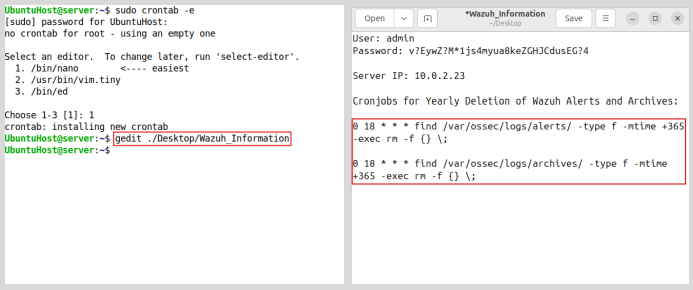 UbuntuHost@server:~$ sudo crontab -e
[sudo] password for UbuntuHost:
no crontab for root - using an empty one
Select an editor.  To change later, run 'select-editor'.
  1. /bin/nano        <---- easiest
  2. /usr/bin/vim.tiny
  3. /bin/ed
Choose 1-3 [1]: 1
crontab: installing new crontab
UbuntuHost@server:~$ gedit ./Desktop/Wazuh_Information
UbuntuHost@server:~$
Open
*Wazuh_Information
~/Desktop
Save
User: admin
Password: v?EywZ?M*1js4myua8keZGHJCdusEG?4
Server IP: 10.0.2.23
Cronjobs for Yearly Deletion of Wazuh Alerts and Archives:
0 18 * * * find /var/ossec/logs/alerts/ -type f -mtime +365
-exec rm -f {} \;
0 18 * * * find /var/ossec/logs/archives/ -type f -mtime
+365 -exec rm -f {} \;